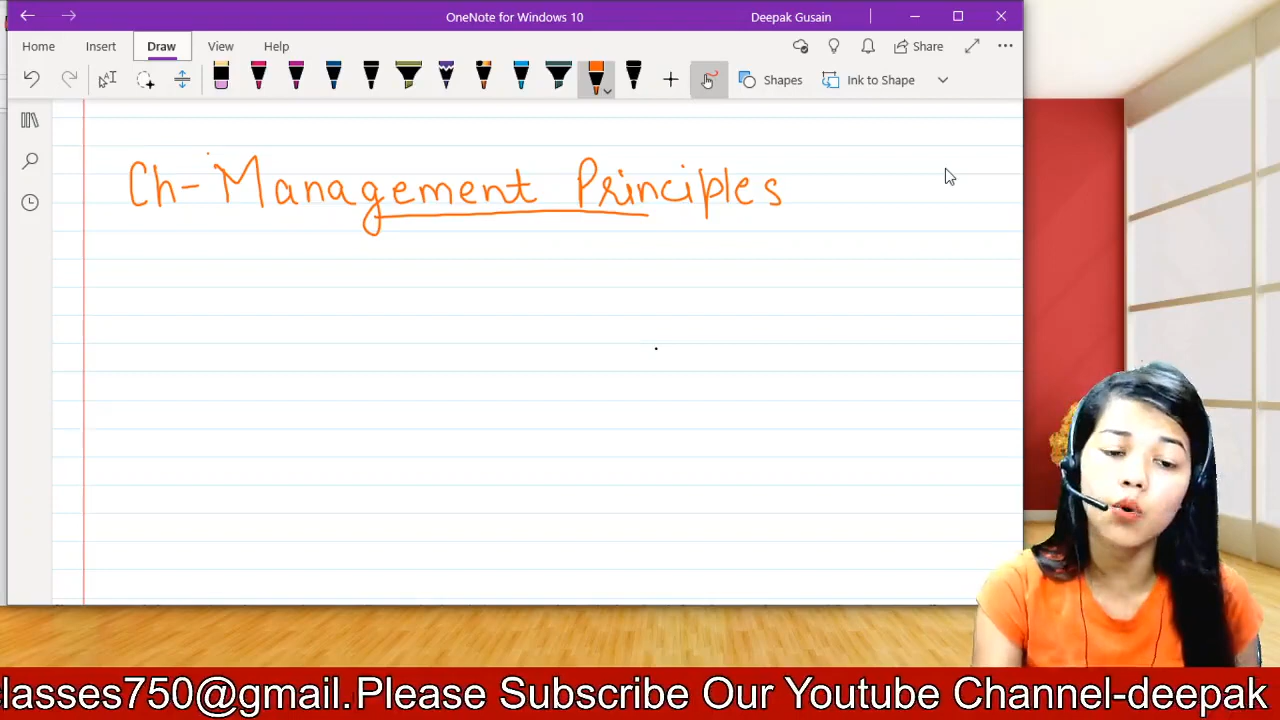 OneNote for Windows 10
Deepak Gusain
Home Insert Draw View Help
Share
Shapes
Ink to Shape
Ch-Management Principles
lasses750@gmail.Please Subscribe Our Youtube Channel-deepak